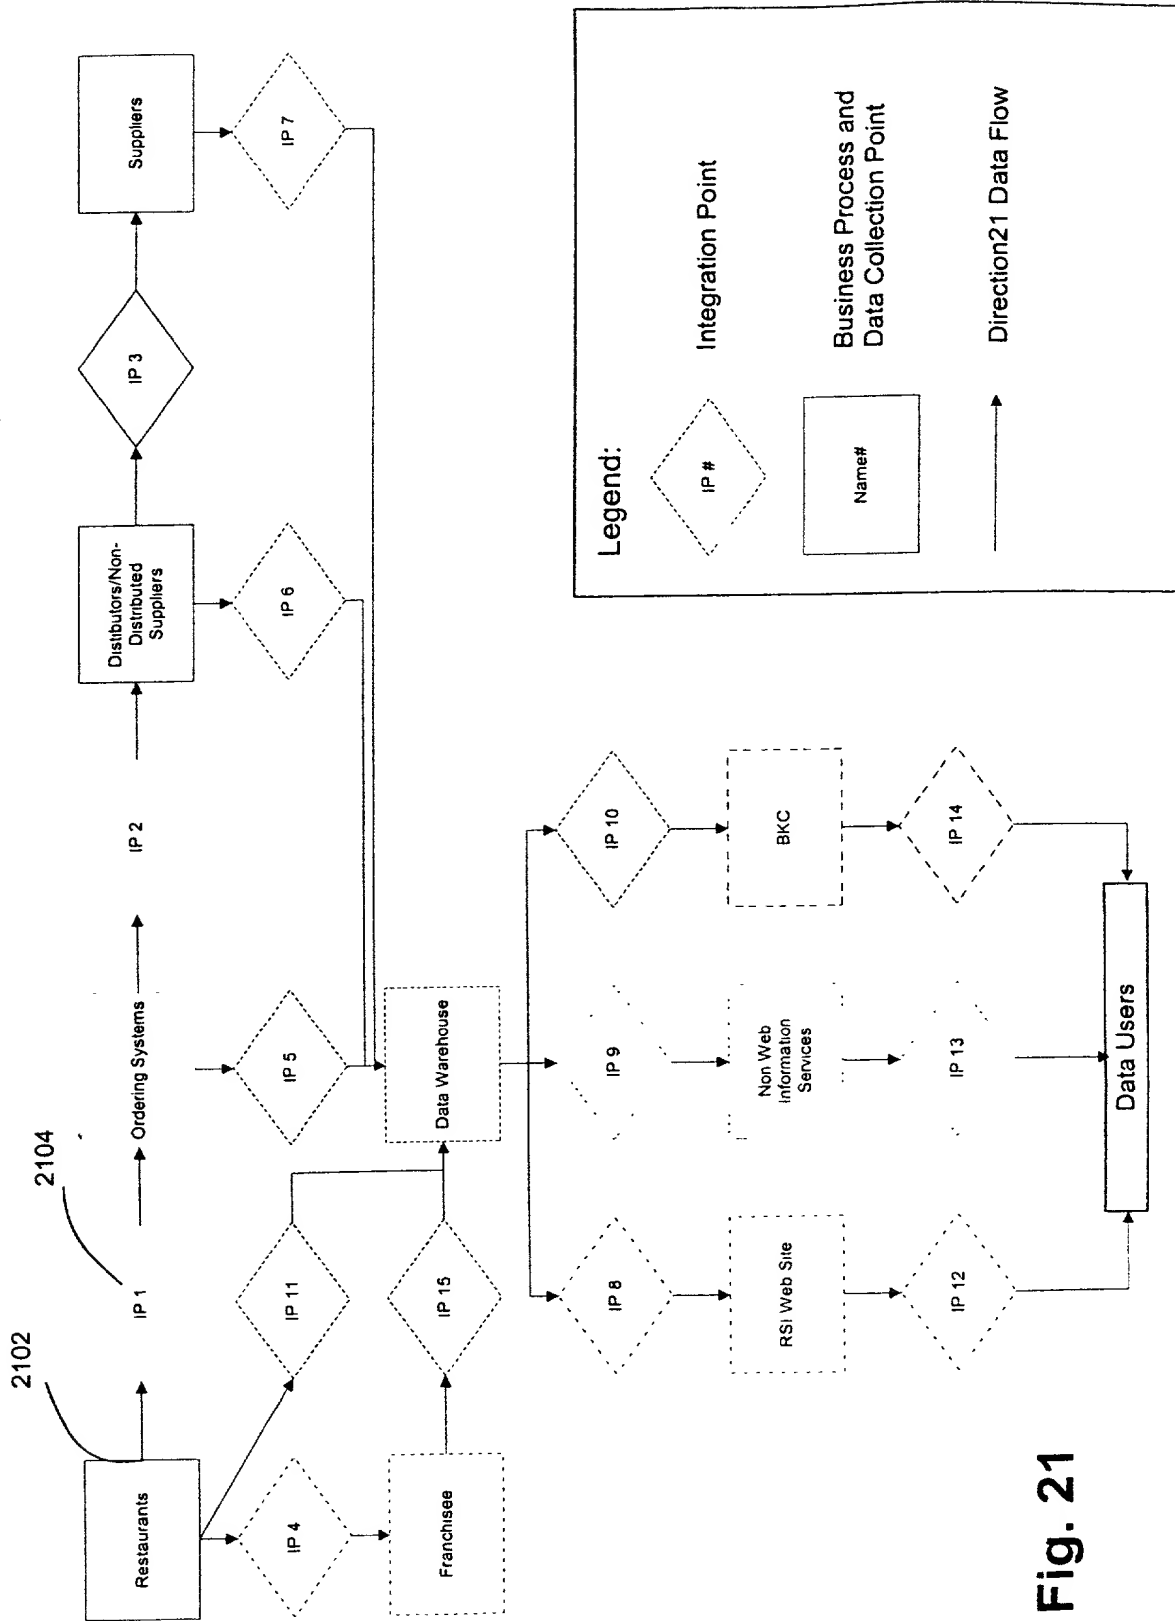 2102
2104
Restaurants
IP 1
Ordering Systems
IP 2
Distibutors/Non-
Distributed
Suppliers
IP 3
Suppliers
IP 4
IP 11
IP 5
IP 6
IP 7
Franchisee
IP 15
Data Warehouse
IP 8
IP 9
IP 10
RSI Web Site
Non Web
Information
Services
BKC
IP 12
IP 13
IP 14
Data Users
Legend:
IP #
Integration Point
Name#
Business Process and
Data Collection Point
Direction21 Data Flow
Fig. 21